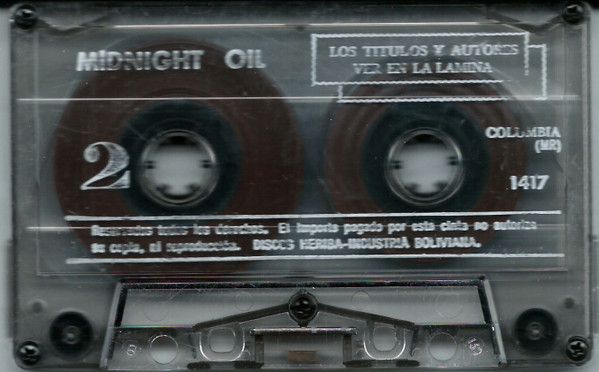 MIDNIGHT OIL
LOS TITULOS Y AUTORES
VER EN LA LAMINA
2
COLUMBIA
(MR)
1417
Reservados todos los derechos. El importe pagado por esta cinta no autoriza
su copia, ni reproducción. DISCOS HERIBA-INDUSTRIA BOLIVIANA.